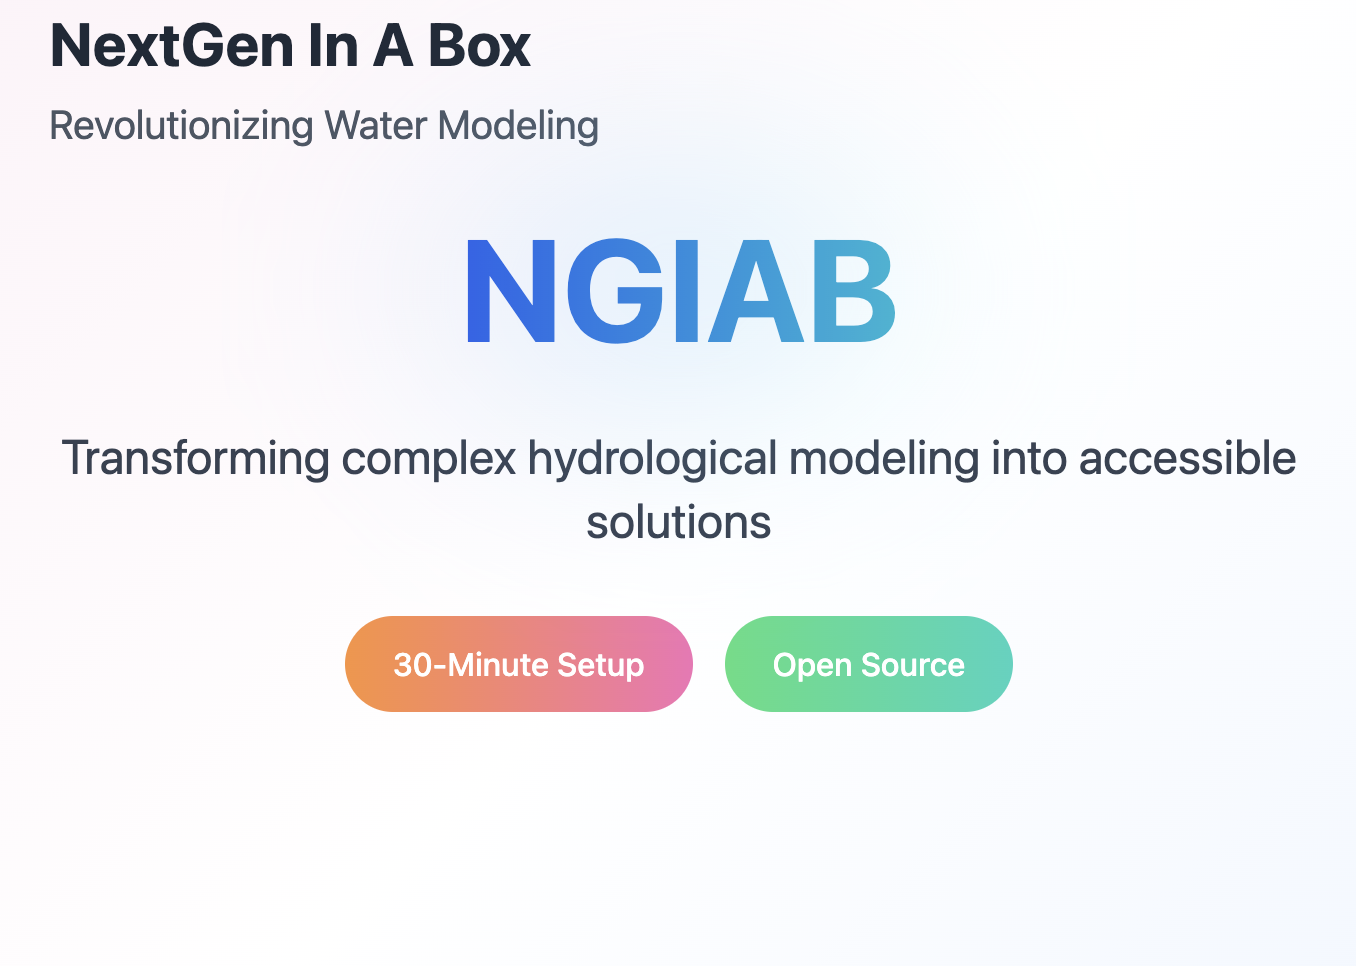 NextGen In A Box
Revolutionizing Water Modeling
NGIAB
Transforming complex hydrological modeling into accessible
solutions
30-Minute Setup
Open Source